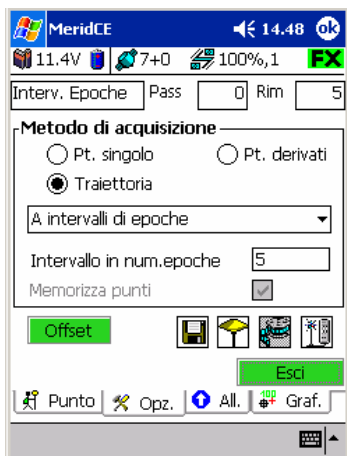 MeridCE 14.48 ok
11.4V 7+0 100%,1 FX
Interv. Epoche Pass 0 Rim 5
Metodo di acquisizione
Pt. singolo Pt. derivati
Traiettoria
A intervalli di epoche
Intervallo in num.epoche 5
Memorizza punti
Offset
Esci
Punto Opz. All. Graf.